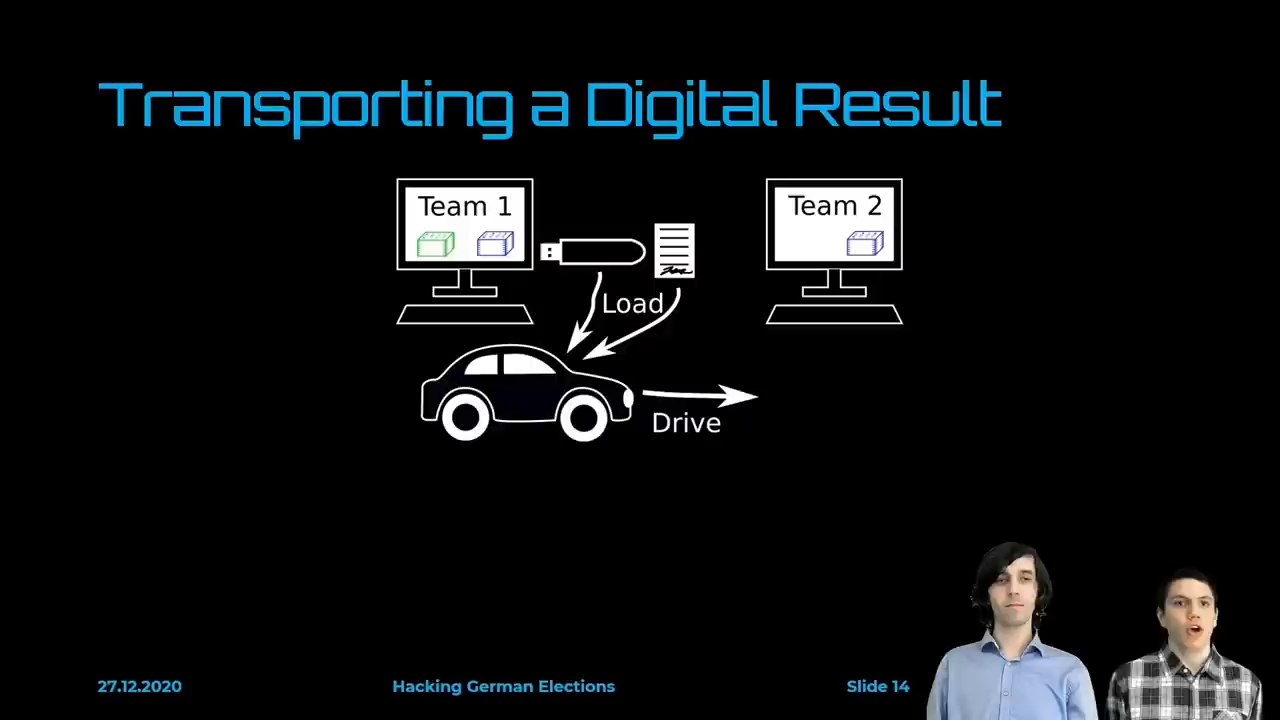 Transporting a Digital Result
Team 1
Team 2
Load
Drive
27.12.2020
Hacking German Elections
Slide 14